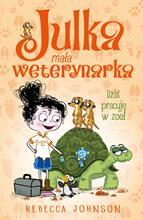 Julka
mała
weterynarka
Dziś
pracuję
w zoo!
REBECCA JOHNSON